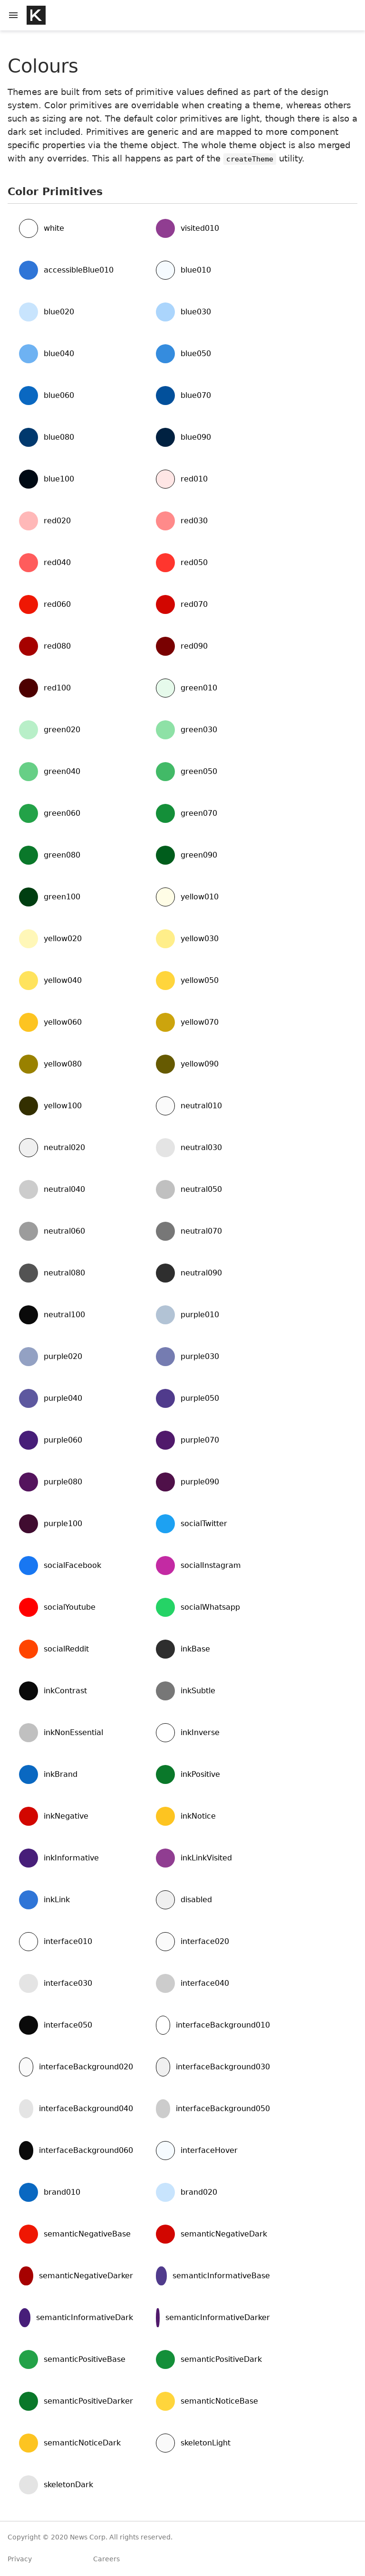 K
Colours
Themes are built from sets of primitive values defined as part of the design
system. Color primitives are overridable when creating a theme, whereas others
such as sizing are not. The default color primitives are light, though there is also a
dark set included. Primitives are generic and are mapped to more component
specific properties via the theme object. The whole theme object is also merged
with any overrides. This all happens as part of the createTheme utility.
Color Primitives
white visited010
accessibleBlue010 blue010
blue020 blue030
blue040 blue050
blue060 blue070
blue080 blue090
blue100 red010
red020 red030
red040 red050
red060 red070
red080 red090
red100 green010
green020 green030
green040 green050
green060 green070
green080 green090
green100 yellow010
yellow020 yellow030
yellow040 yellow050
yellow060 yellow070
yellow080 yellow090
yellow100 neutral010
neutral020 neutral030
neutral040 neutral050
neutral060 neutral070
neutral080 neutral090
neutral100 purple010
purple020 purple030
purple040 purple050
purple060 purple070
purple080 purple090
purple100 socialTwitter
socialFacebook socialInstagram
socialYoutube socialWhatsapp
socialReddit inkBase
inkContrast inkSubtle
inkNonEssential inkInverse
inkBrand inkPositive
inkNegative inkNotice
inkInformative inkLinkVisited
inkLink disabled
interface010 interface020
interface030 interface040
interface050 interfaceBackground010
interfaceBackground020 interfaceBackground030
interfaceBackground040 interfaceBackground050
interfaceBackground060 interfaceHover
brand010 brand020
semanticNegativeBase semanticNegativeDark
semanticNegativeDarker semanticInformativeBase
semanticInformativeDark semanticInformativeDarker
semanticPositiveBase semanticPositiveDark
semanticPositiveDarker semanticNoticeBase
semanticNoticeDark skeletonLight
skeletonDark
Copyright © 2020 News Corp. All rights reserved.
Privacy Careers